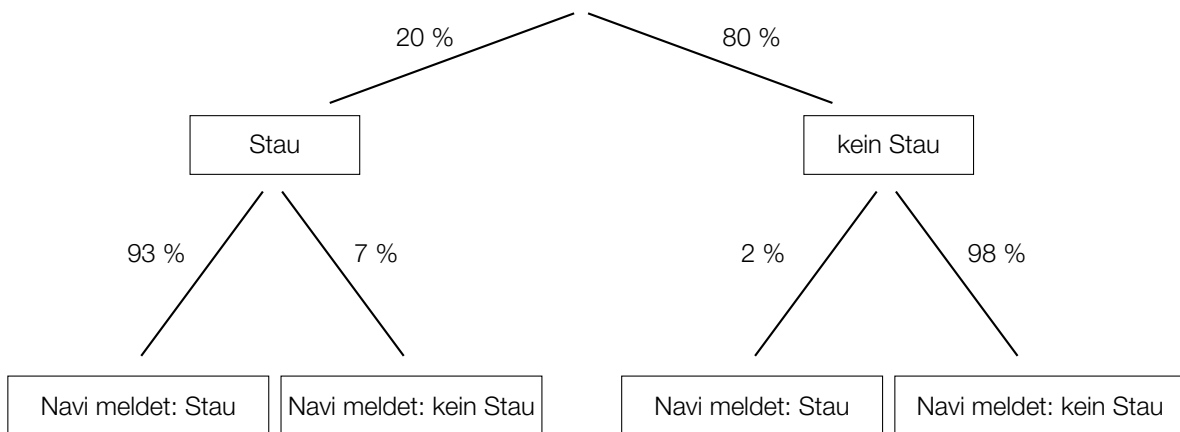 20 % 80 %
Stau kein Stau
93 % 7 % 2 % 98 %
Navi meldet: Stau Navi meldet: kein Stau Navi meldet: Stau Navi meldet: kein Stau